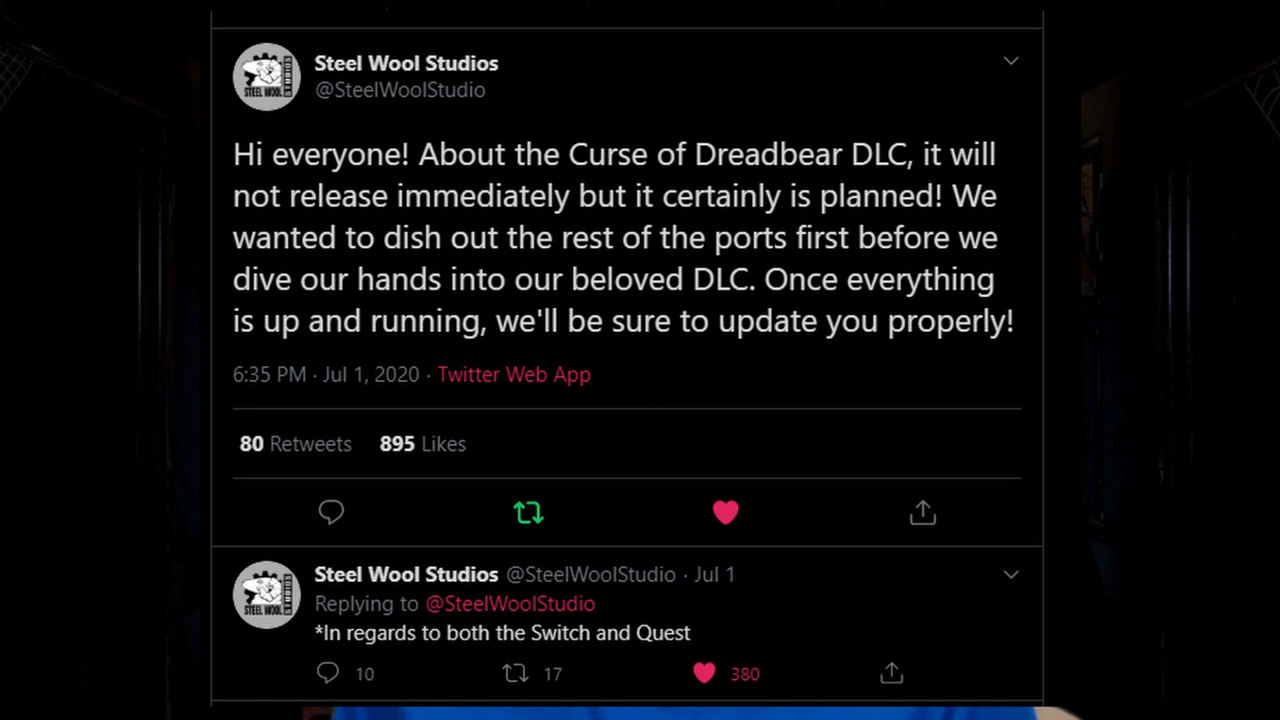 Steel Wool Studios
@SteelWoolStudio
Hi everyone! About the Curse of Dreadbear DLC, it will
not release immediately but it certainly is planned! We
wanted to dish out the rest of the ports first before we
dive our hands into our beloved DLC. Once everything
is up and running, we'll be sure to update you properly!
6:35 PM · Jul 1, 2020 · Twitter Web App
80 Retweets 895 Likes
Steel Wool Studios @SteelWoolStudio · Jul 1
Replying to @SteelWoolStudio
*In regards to both the Switch and Quest
10 17 380